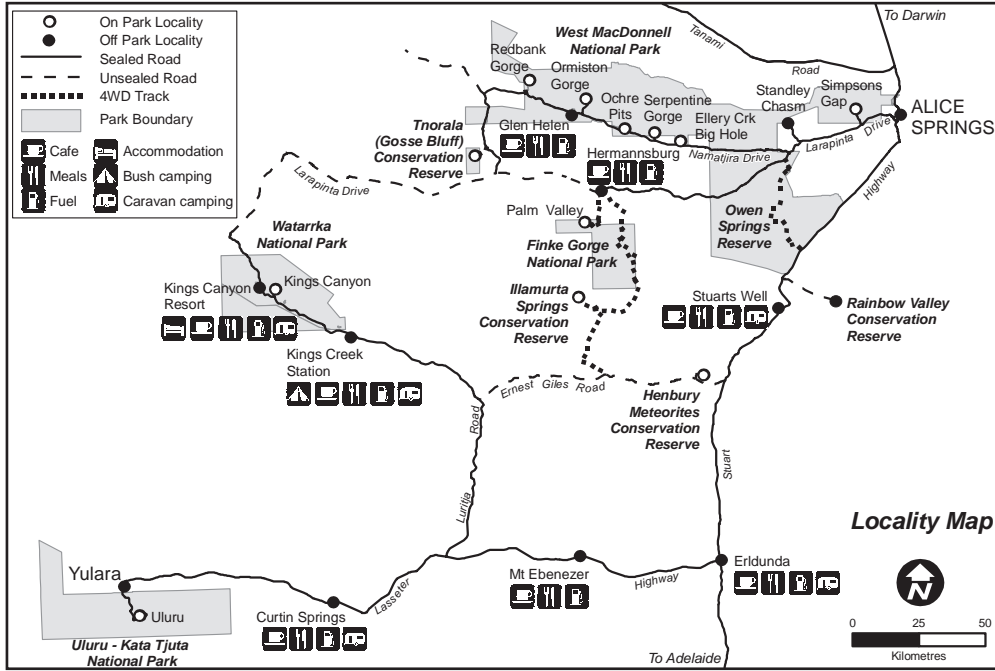 On Park Locality
Off Park Locality
Sealed Road
Unsealed Road
4WD Track
Park Boundary
Cafe
Accommodation
Meals
Bush camping
Fuel
Caravan camping
To Darwin
West MacDonnell
National Park
Tanami
Road
Redbank
Gorge
Ormiston
Gorge
Ochre
Pits
Serpentine
Gorge
Ellery Crk
Big Hole
Standley
Chasm
Simpsons
Gap
ALICE
SPRINGS
Larapinta Drive
Namatjira Drive
Highway
Tnorala
(Gosse Bluff)
Conservation
Reserve
Glen Helen
Hermannsburg
Larapinta Drive
Palm Valley
Finke Gorge
National Park
Owen
Springs
Reserve
Watarrka
National Park
Kings Canyon
Resort
Kings Canyon
Illamurta
Springs
Conservation
Reserve
Stuarts Well
Rainbow Valley
Conservation
Reserve
Kings Creek
Station
Ernest Giles Road
Henbury
Meteorites
Conservation
Reserve
Road
Luritja
Stuart
Locality Map
N
0 25 50
Kilometres
Yulara
Uluru
Uluru - Kata Tjuta
National Park
Curtin Springs
Lasseter
Mt Ebenezer
Highway
Erldunda
To Adelaide